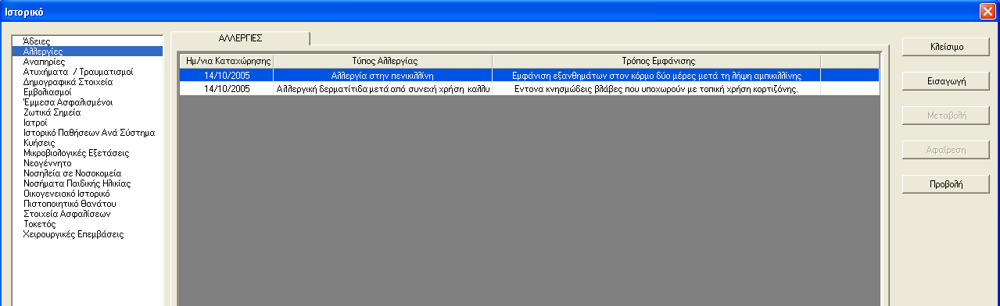 Ιστορικό
Άδειες
Αλλεργίες
Αναπηρίες
Ατυχήματα / Τραυματισμοί
Δημογραφικά Στοιχεία
Εμβολιασμοί
Έμμεσα Ασφαλισμένοι
Ζωτικά Σημεία
Ιατροί
Ιστορικό Παθήσεων Ανά Σύστημα
Κυήσεις
Μικροβιολογικές Εξετάσεις
Νεογέννητο
Νοσηλεία σε Νοσοκομεία
Νοσήματα Παιδικής Ηλικίας
Οικογενειακό Ιστορικό
Πιστοποιητικό Θανάτου
Στοιχεία Ασφαλίσεων
Τοκετός
Χειρουργικές Επεμβάσεις
ΑΛΛΕΡΓΙΕΣ
Ημ/νια Καταχώρησης Τύπος Αλλεργίας Τρόπος Εμφάνισης
14/10/2005 Αλλεργία στην πενικιλλίνη Εμφάνιση εξανθημάτων στον κόρμο δύο μέρες μετά τη λήψη αμπικιλλίνης
14/10/2005 Αλλεργική δερματίτιδα μετά από συνεχή χρήση καλλυ Εντονα κνησμώδεις βλάβες που υποχωρούν με τοπική χρήση κορτιζόνης.
Κλείσιμο
Εισαγωγή
Μεταβολή
Αφαίρεση
Προβολή